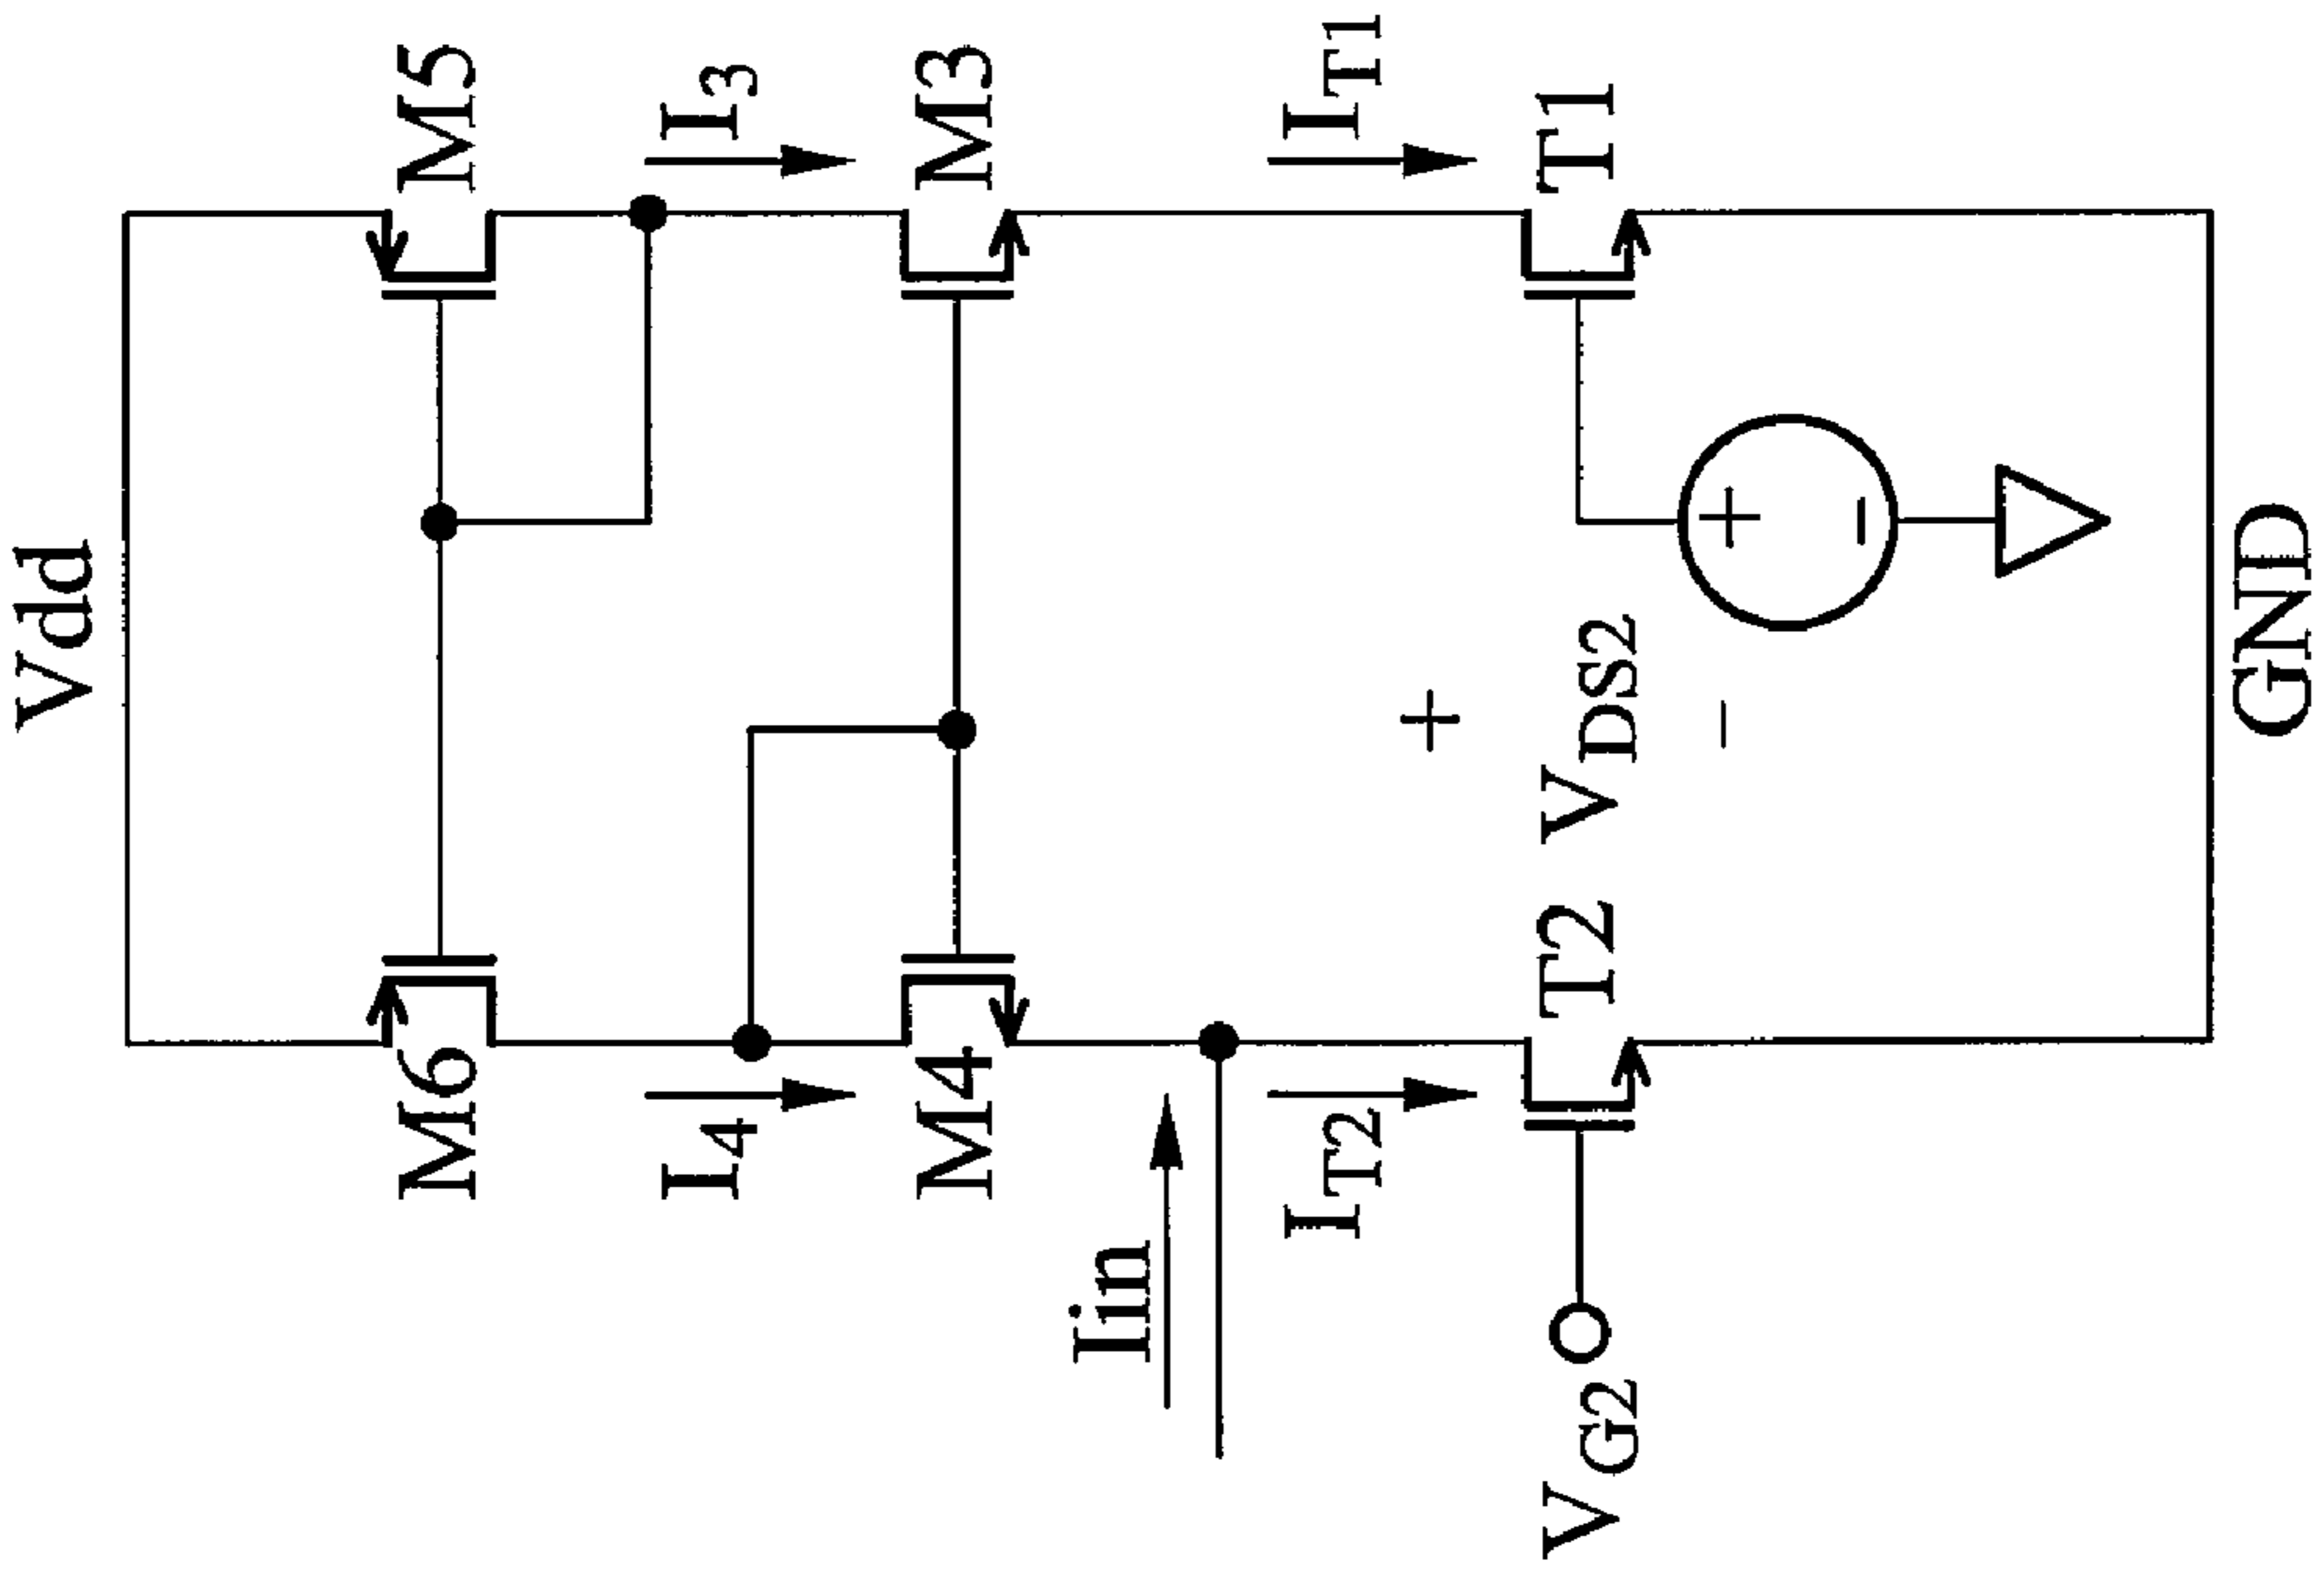 Vdd
M6
M5
I4
I3
M4
M3
Iin
IT2
IT1
+
VG2
T2
VDS2
T1
+
−
−
GND